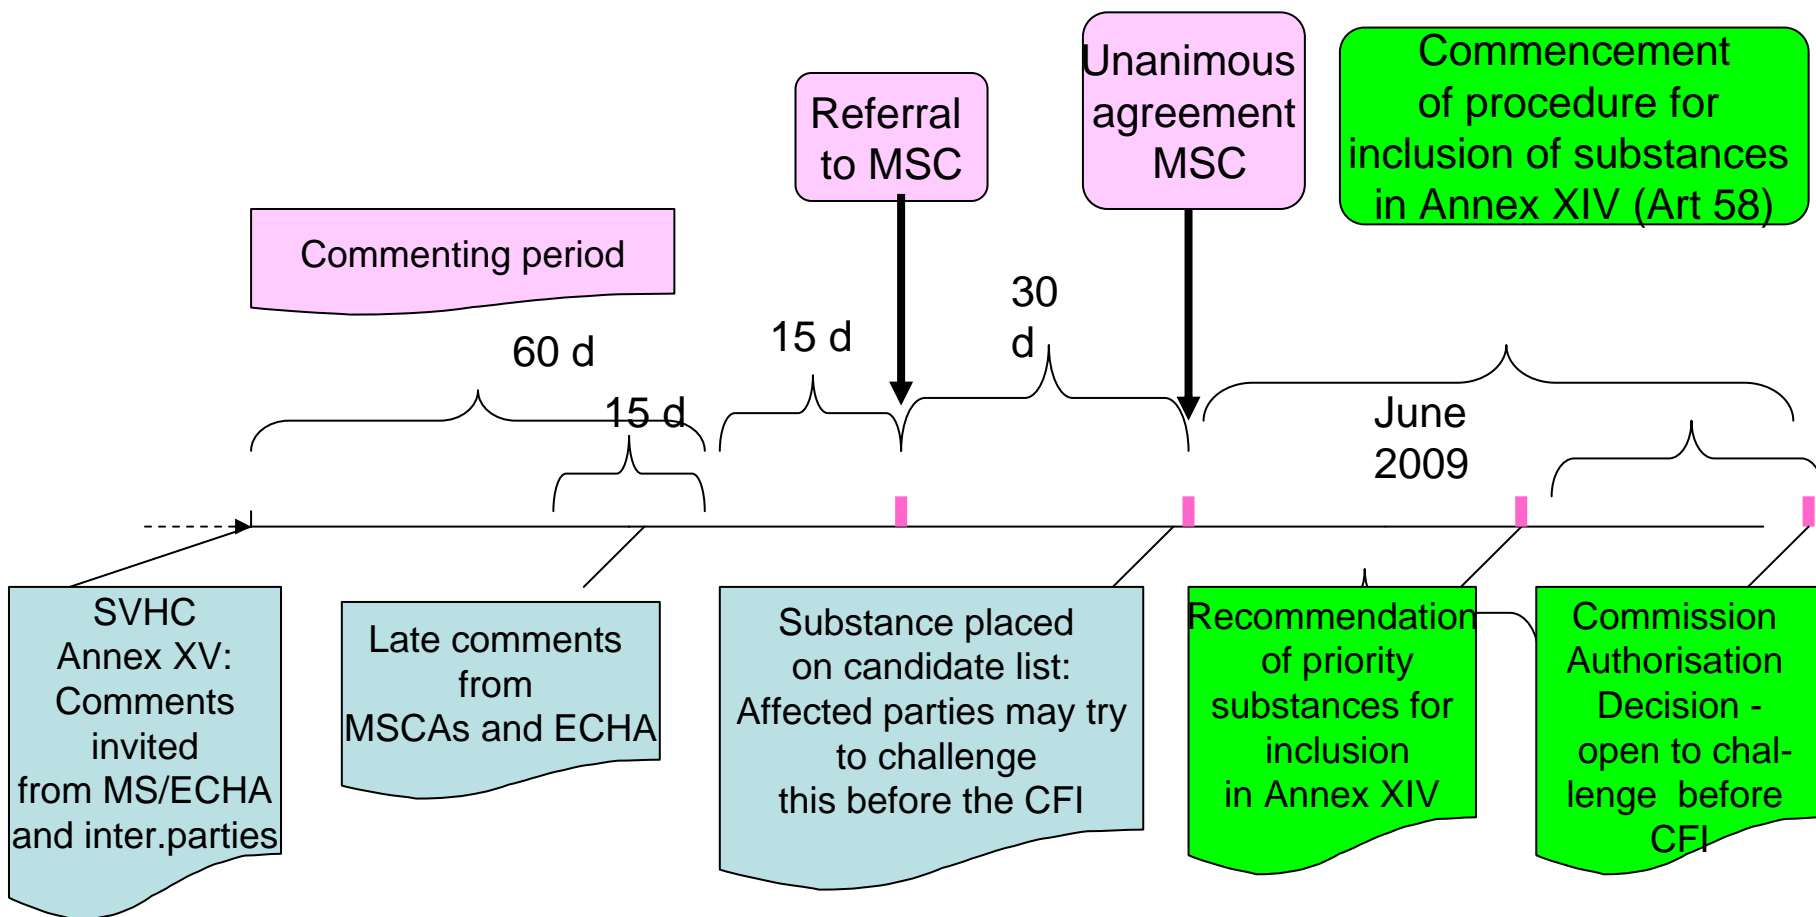 Unanimous
agreement
MSC
Commencement
of procedure for
inclusion of substances
in Annex XIV (Art 58)
Referral
to MSC
Commenting period
60 d
15 d
15 d
30
d
June
2009
SVHC
Annex XV:
Comments
invited
from MS/ECHA
and inter.parties
Late comments
from
MSCAs and ECHA
Substance placed
on candidate list:
Affected parties may try
to challenge
this before the CFI
Recommendation
of priority
substances for
inclusion
in Annex XIV
Commission
Authorisation
Decision -
open to chal-
lenge before
CFI